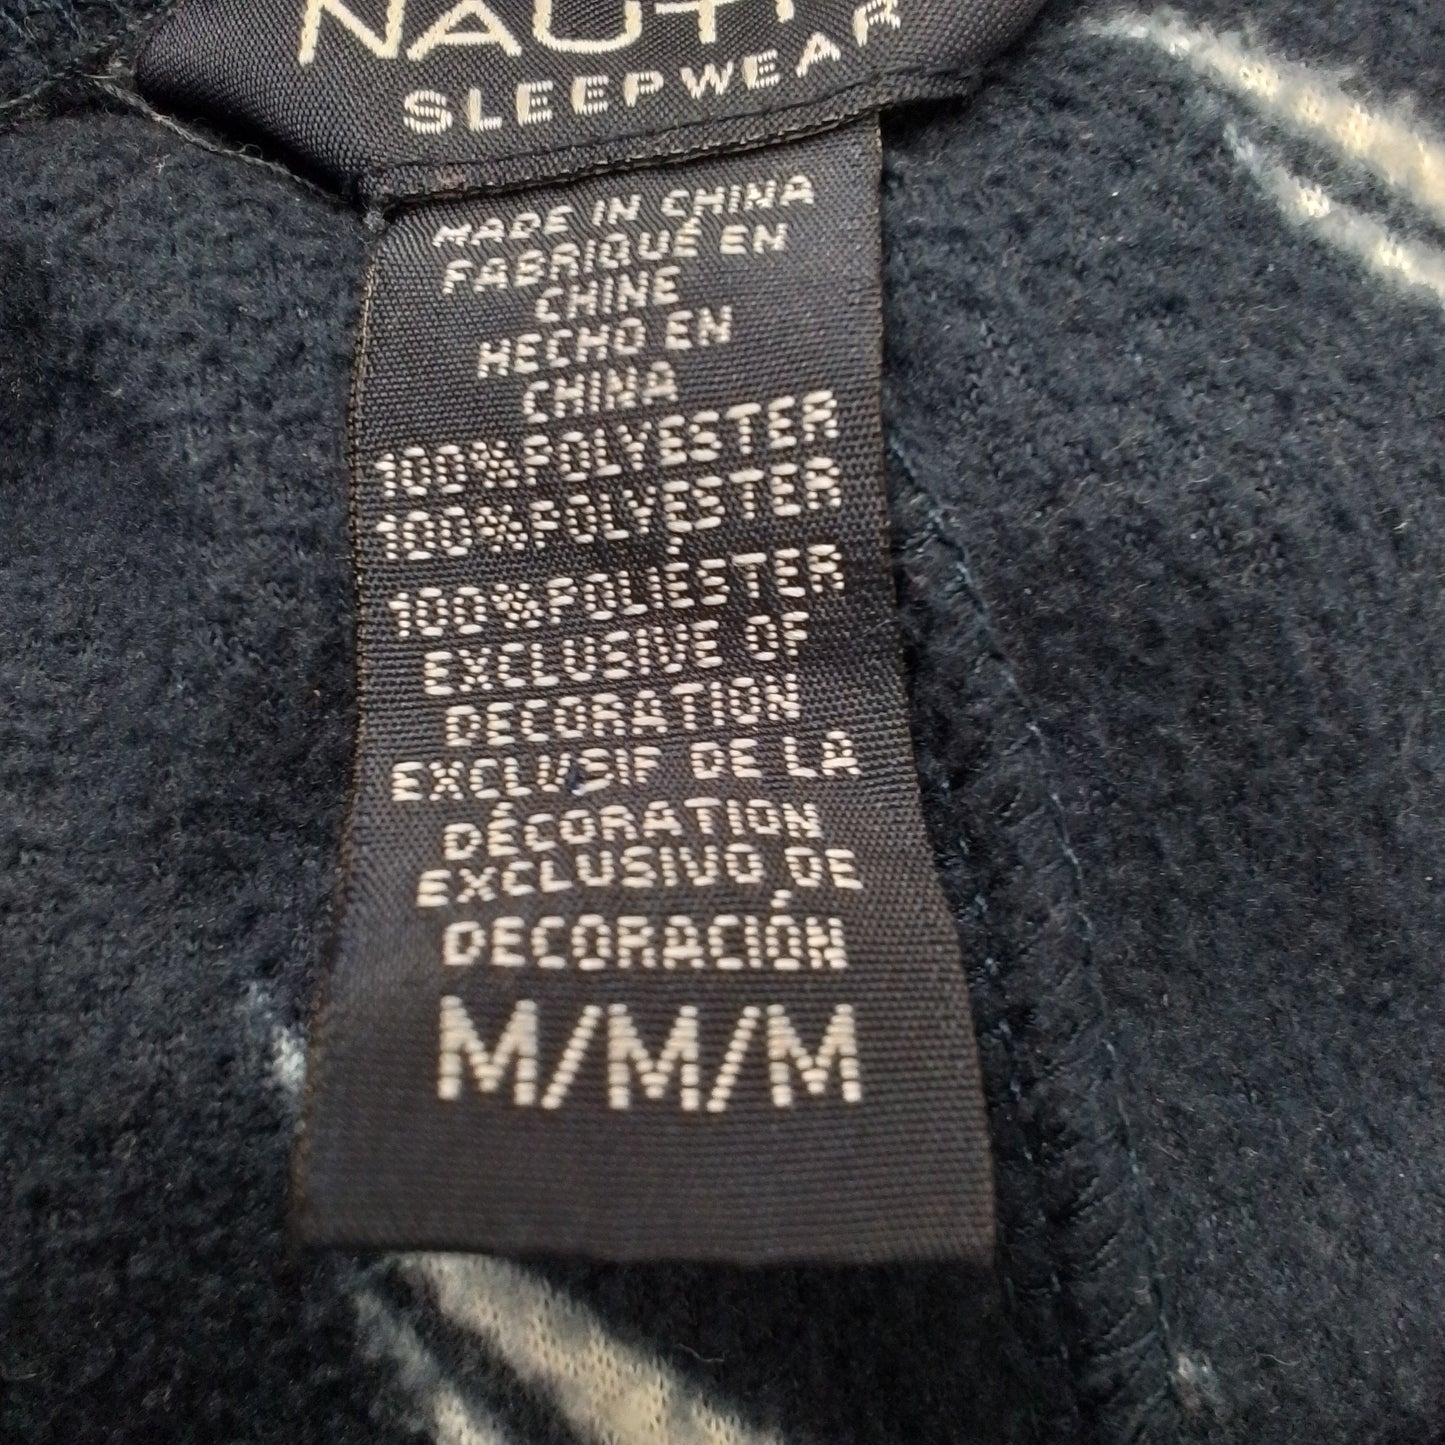 SLEEPWEAR
MADE IN CHINA
FABRIQUÉ EN
CHINE
HECHO EN
CHINA
100%POLYESTER
100%POLYESTER
100%POLIÉSTER
EXCLUSIVE OF
DECORATION
EXCLUSIF DE LA
DÉCORATION
EXCLUSIVO DE
DECORACIÓN
M/M/M